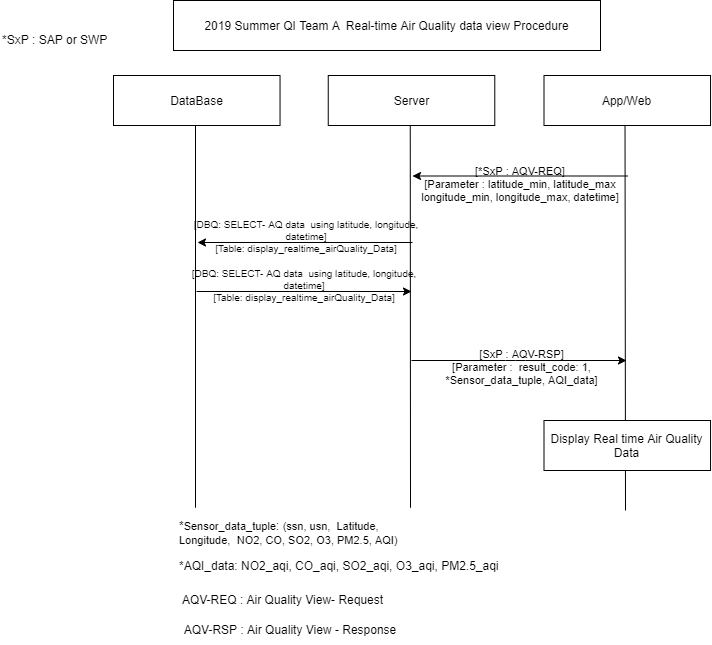 2019 Summer QI Team A Real-time Air Quality data view Procedure
*SxP : SAP or SWP
DataBase
Server
App/Web
[*SxP : AQV-REQ]
[Parameter : latitude_min, latitude_max
longitude_min, longitude_max, datetime]
[DBQ: SELECT- AQ data using latitude, longitude,
datetime]
[Table: display_realtime_airQuality_Data]
[DBQ: SELECT- AQ data using latitude, longitude,
datetime]
[Table: display_realtime_airQuality_Data]
[SxP : AQV-RSP]
[Parameter : result_code: 1,
*Sensor_data_tuple, AQI_data]
Display Real time Air Quality
Data
*Sensor_data_tuple: (ssn, usn, Latitude,
Longitude, NO2, CO, SO2, O3, PM2.5, AQI)
*AQI_data: NO2_aqi, CO_aqi, SO2_aqi, O3_aqi, PM2.5_aqi
AQV-REQ : Air Quality View- Request
AQV-RSP : Air Quality View - Response